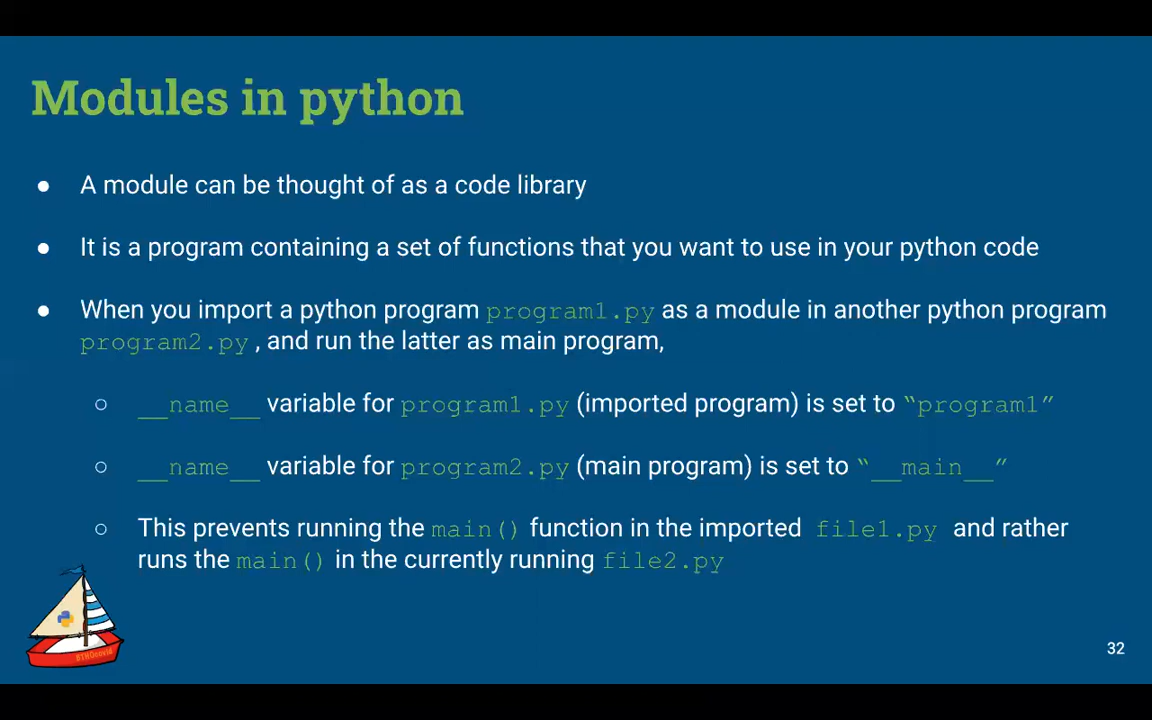 Modules in python
● A module can be thought of as a code library
● It is a program containing a set of functions that you want to use in your python code
● When you import a python program program1.py as a module in another python program
program2.py , and run the latter as main program,
○ __name__ variable for program1.py (imported program) is set to “program1”
○ __name__ variable for program2.py (main program) is set to “__main__”
○ This prevents running the main() function in the imported file1.py and rather
runs the main() in the currently running file2.py
32